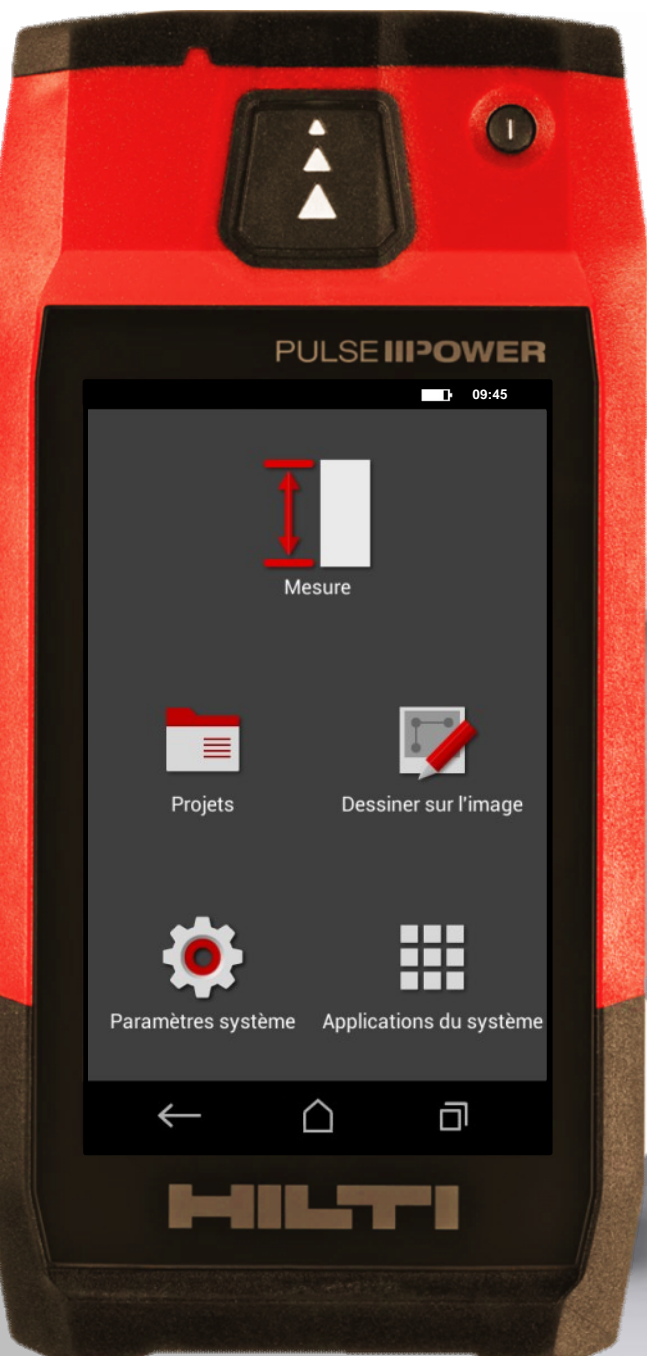 PULSE POWER
09:45
Mesure
Projets
Dessiner sur l'image
Paramètres système
Applications du système
HILTI